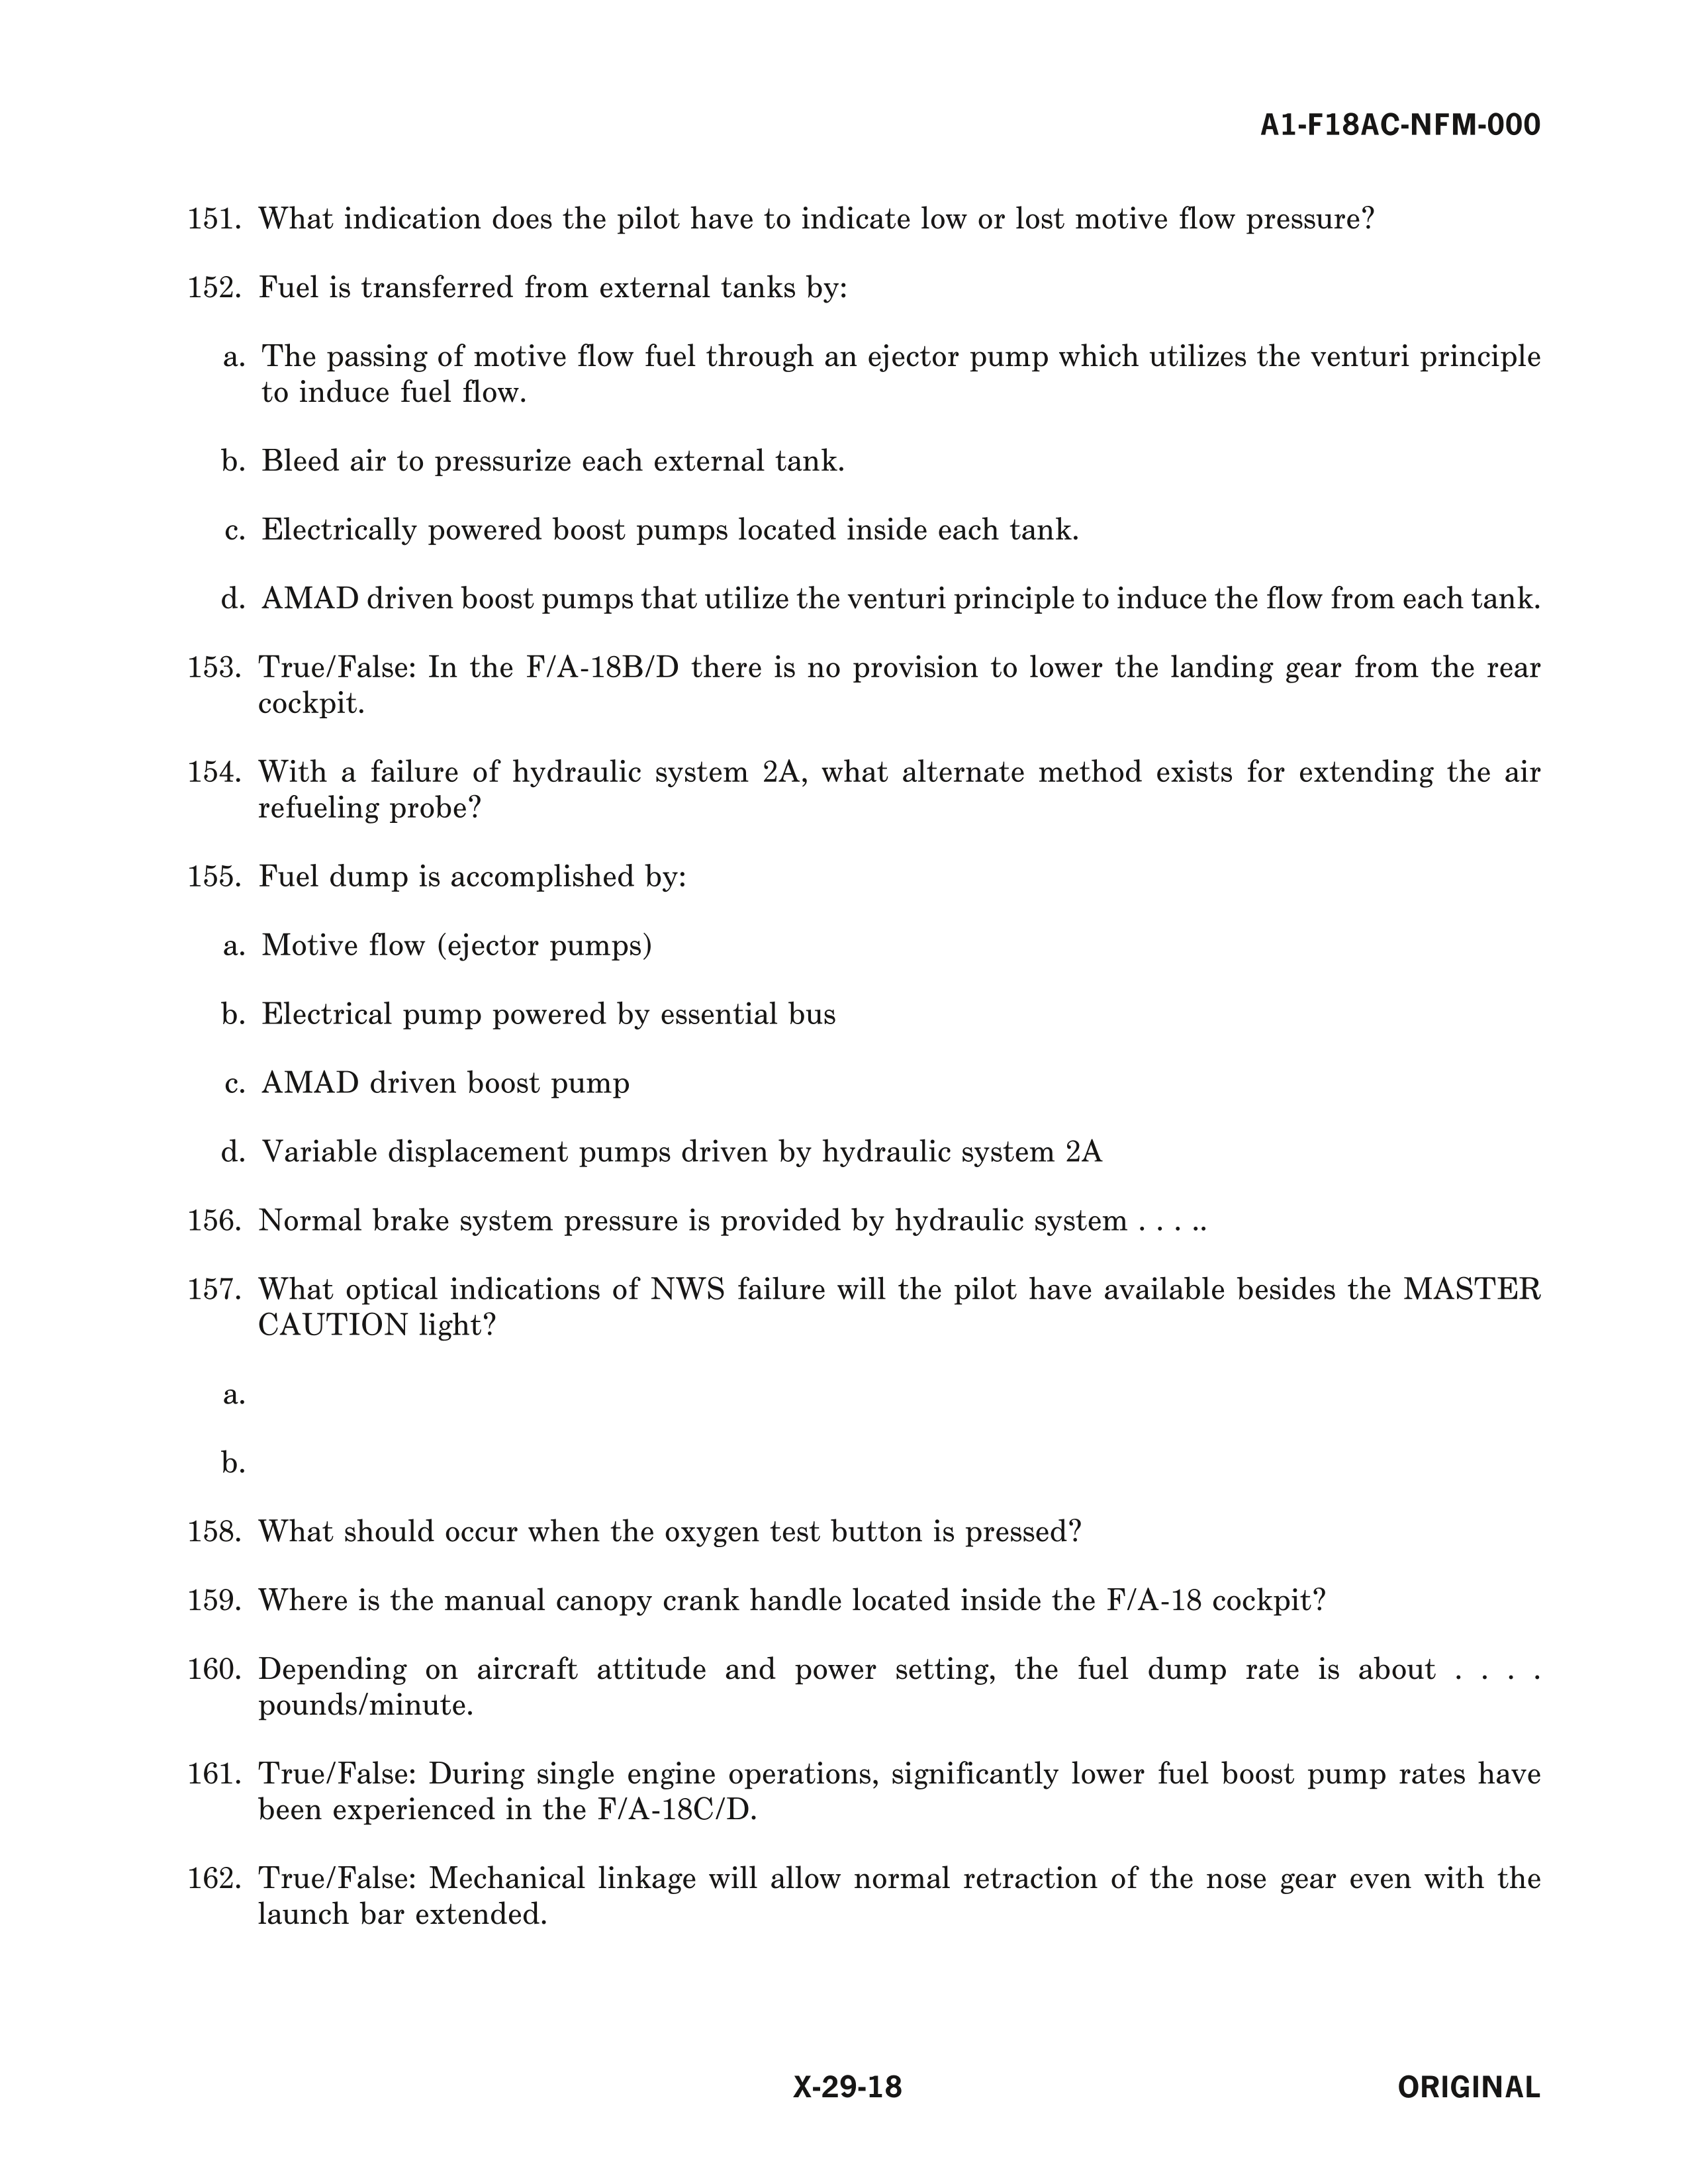 A1-F18AC-NFM-000
151. What indication does the pilot have to indicate low or lost motive flow pressure?
152. Fuel is transferred from external tanks by:
a. The passing of motive flow fuel through an ejector pump which utilizes the venturi principle
to induce fuel flow.
b. Bleed air to pressurize each external tank.
c. Electrically powered boost pumps located inside each tank.
d. AMAD driven boost pumps that utilize the venturi principle to induce the flow from each tank.
153. True/False: In the F/A-18B/D there is no provision to lower the landing gear from the rear
cockpit.
154. With a failure of hydraulic system 2A, what alternate method exists for extending the air
refueling probe?
155. Fuel dump is accomplished by:
a. Motive flow (ejector pumps)
b. Electrical pump powered by essential bus
c. AMAD driven boost pump
d. Variable displacement pumps driven by hydraulic system 2A
156. Normal brake system pressure is provided by hydraulic system . . . ..
157. What optical indications of NWS failure will the pilot have available besides the MASTER
CAUTION light?
a.
b.
158. What should occur when the oxygen test button is pressed?
159. Where is the manual canopy crank handle located inside the F/A-18 cockpit?
160. Depending on aircraft attitude and power setting, the fuel dump rate is about . . . .
pounds/minute.
161. True/False: During single engine operations, significantly lower fuel boost pump rates have
been experienced in the F/A-18C/D.
162. True/False: Mechanical linkage will allow normal retraction of the nose gear even with the
launch bar extended.
X-29-18
ORIGINAL